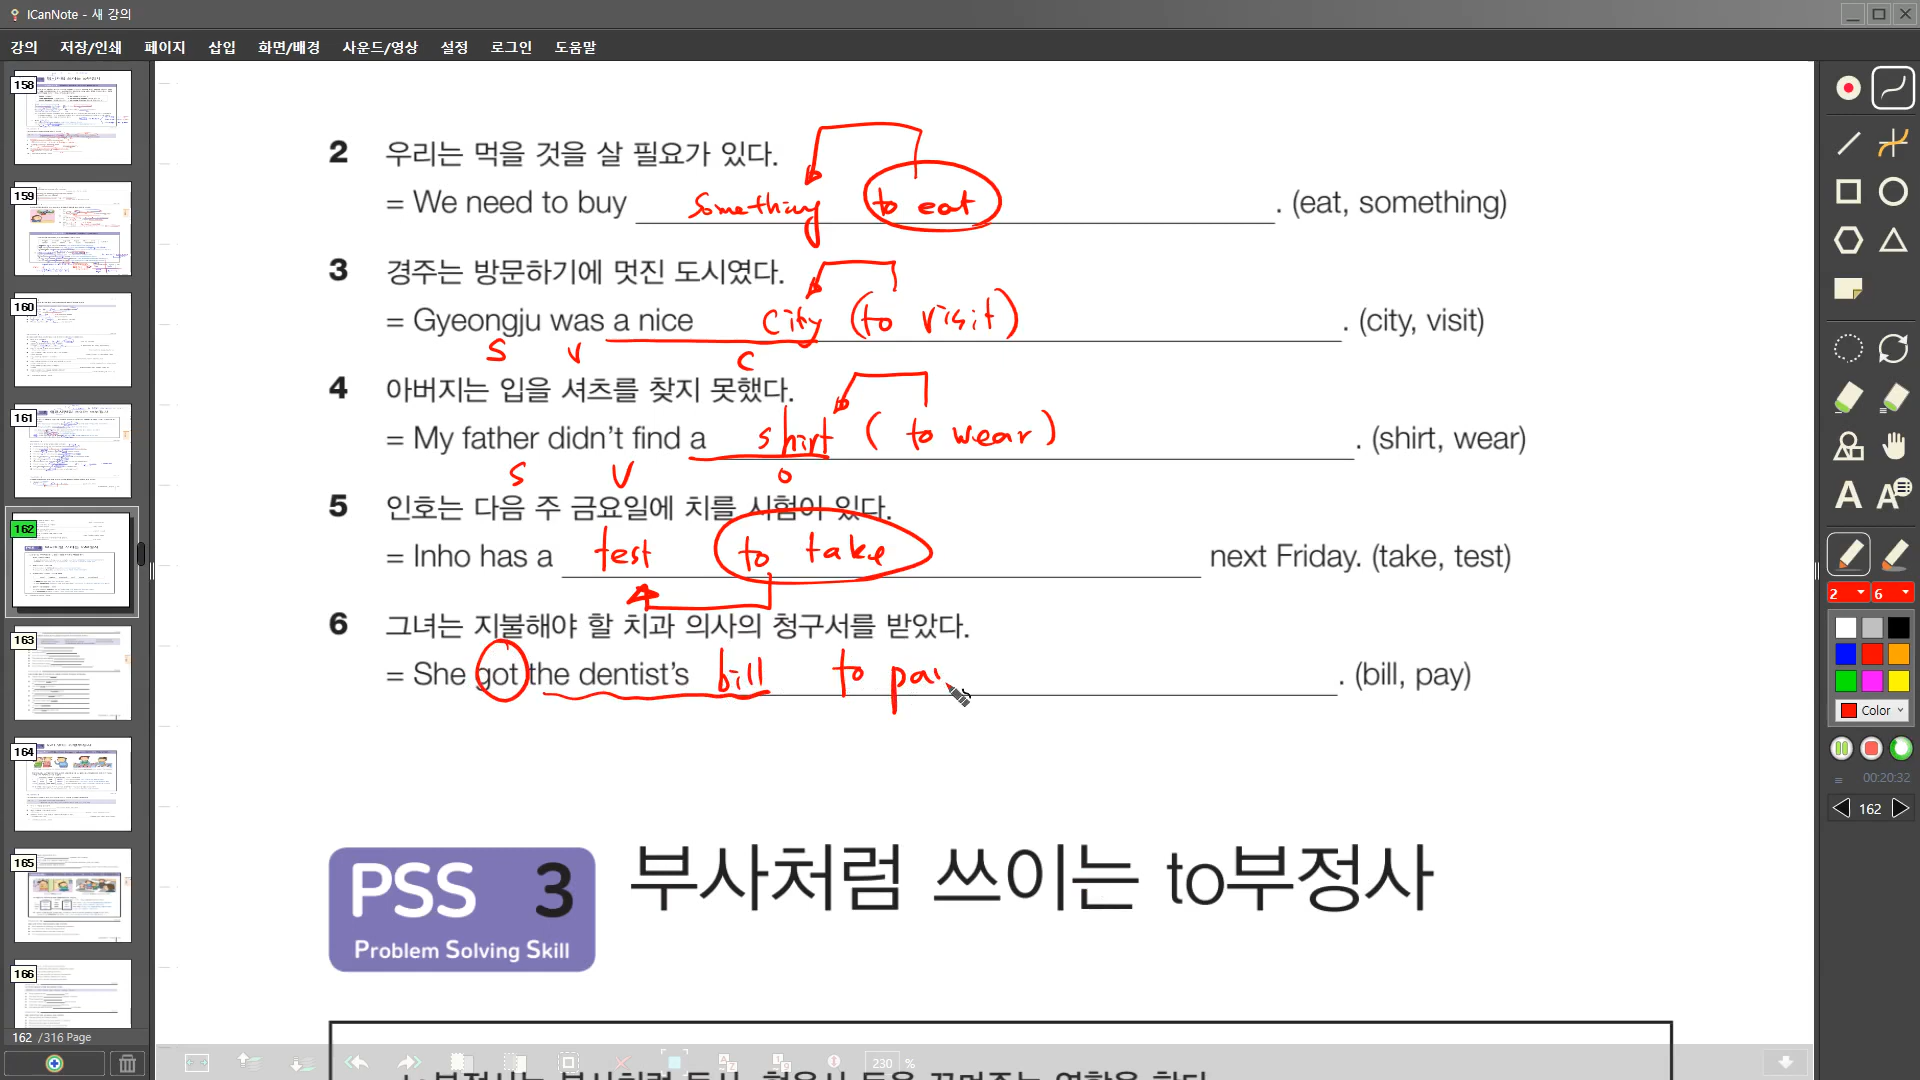 ICanNote - 새 강의
강의 저장/인쇄 페이지 삽입 화면/배경 사운드/영상 설정 로그인 도움말
158
159
160
161
162
163
164
165
166
162 /316 Page
2 우리는 먹을 것을 살 필요가 있다.
= We need to buy something to eat . (eat, something)
3 경주는 방문하기에 멋진 도시였다.
= Gyeongju was a nice city (to visit) . (city, visit)
S V C
4 아버지는 입을 셔츠를 찾지 못했다.
= My father didn't find a shirt ( to wear ) . (shirt, wear)
S V O
5 인호는 다음 주 금요일에 치를 시험이 있다.
= Inho has a test to take next Friday. (take, test)
6 그녀는 지불해야 할 치과 의사의 청구서를 받았다.
= She got the dentist's bill to pa . (bill, pay)
PSS 3 부사처럼 쓰이는 to부정사
Problem Solving Skill
2 6
Color
00:20:32
162
230 %